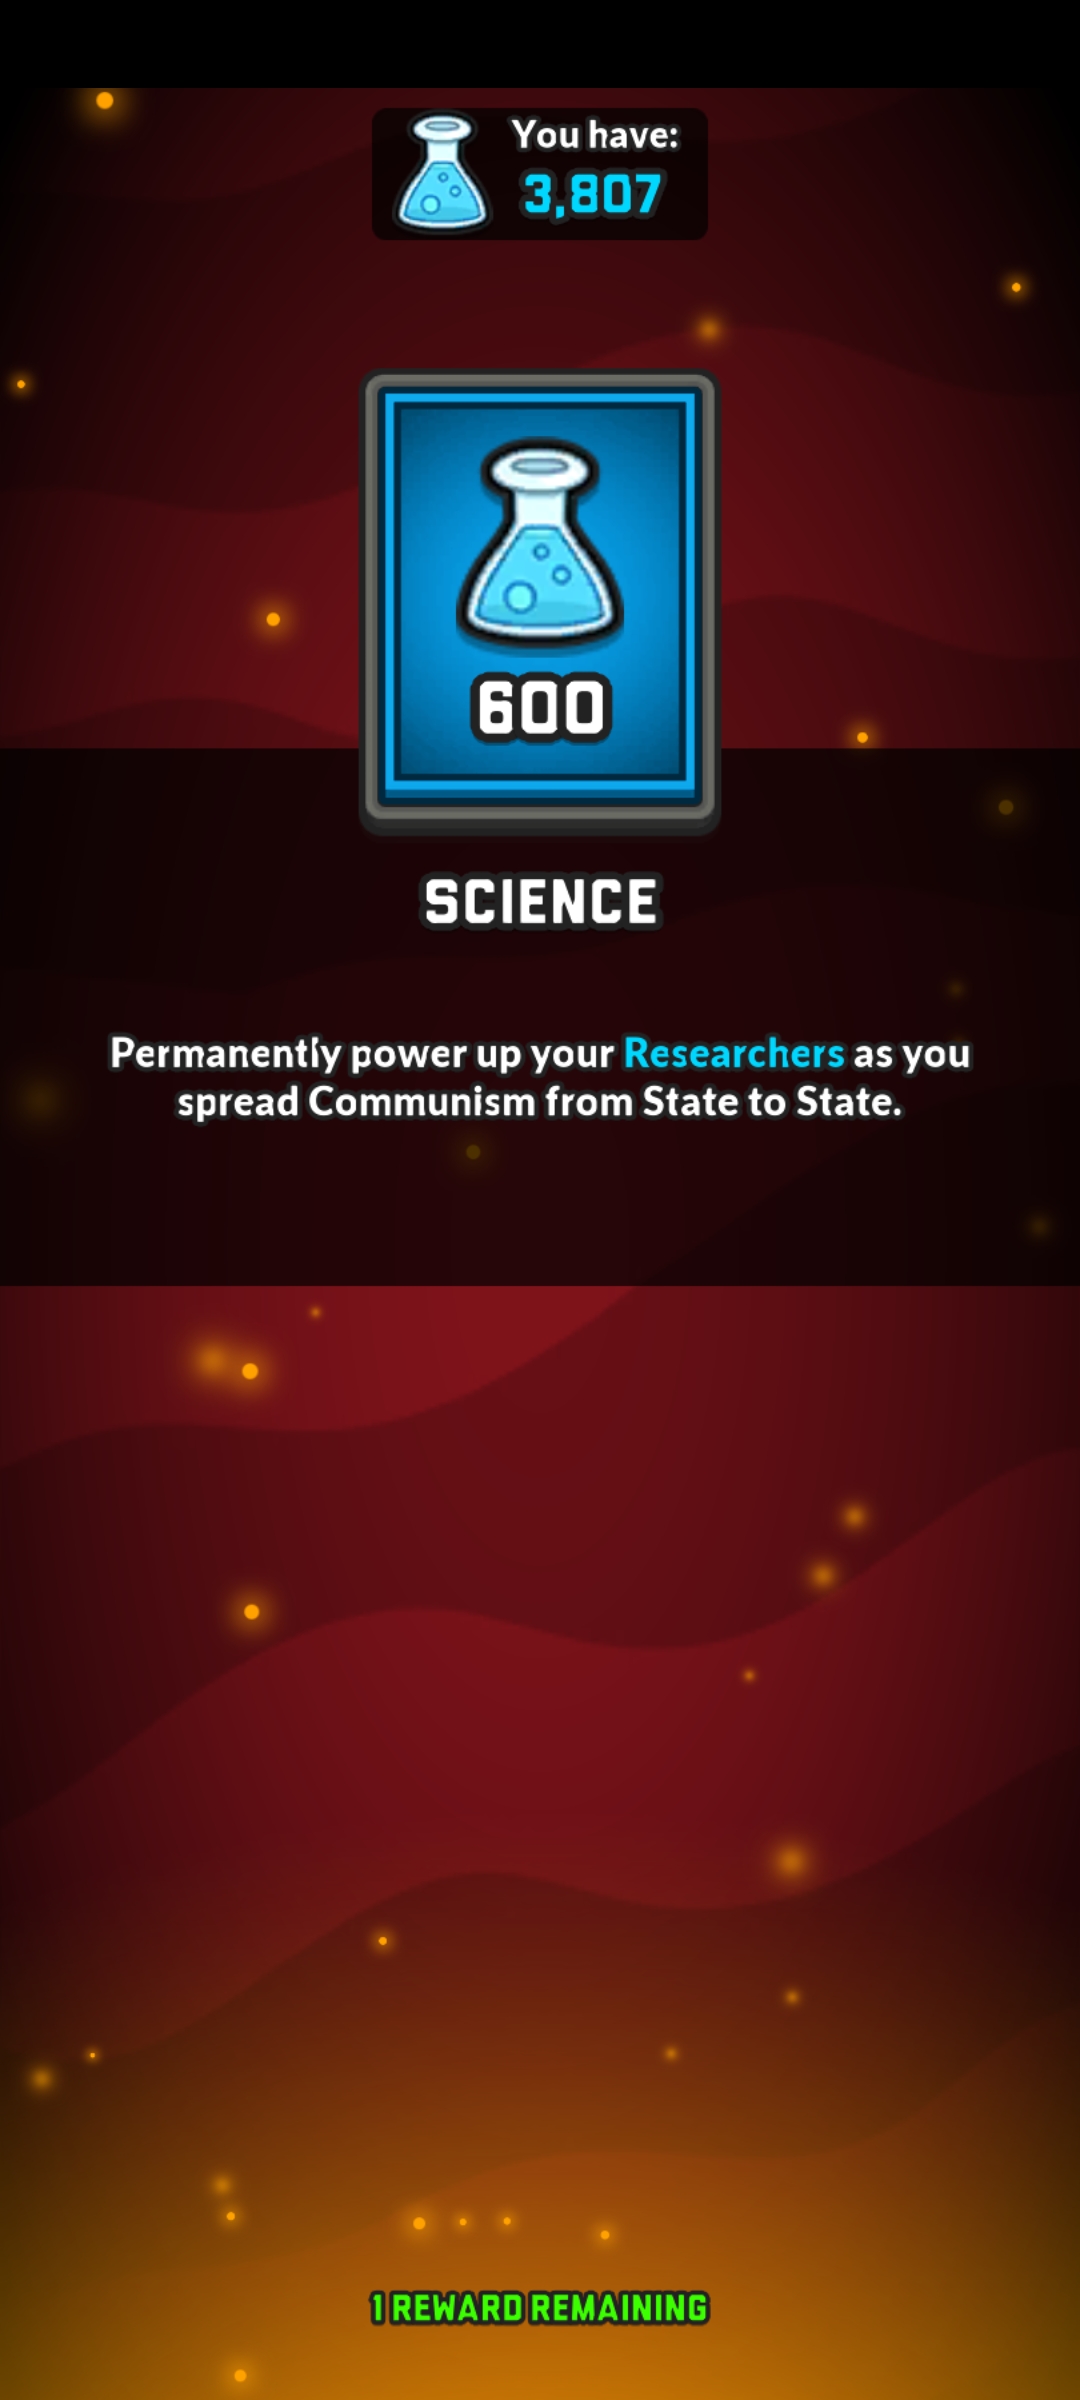 You have:
3,807
600
SCIENCE
Permanently power up your Researchers as you
spread Communism from State to State.
1 REWARD REMAINING